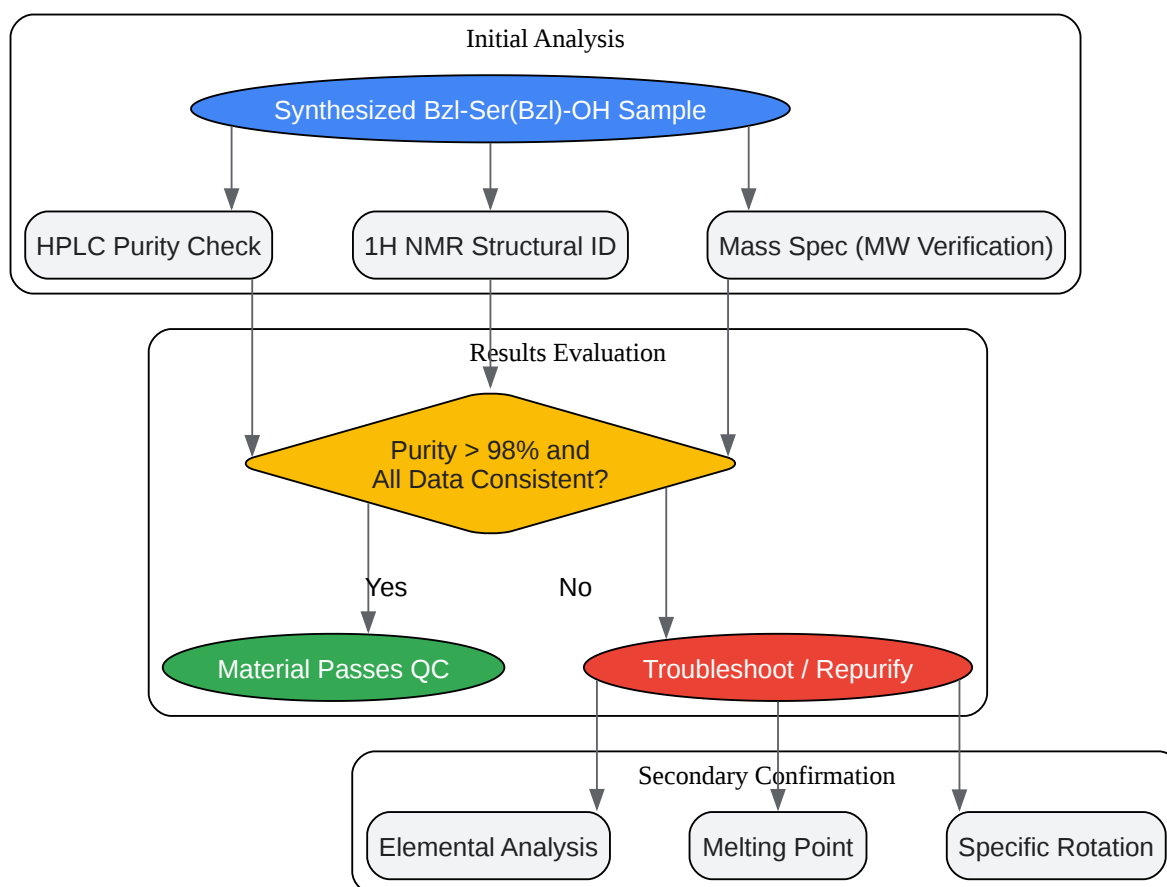 Initial Analysis
Synthesized Bzl-Ser(Bzl)-OH Sample
HPLC Purity Check
1H NMR Structural ID
Mass Spec (MW Verification)
Results Evaluation
Purity > 98% and
All Data Consistent?
Yes
No
Material Passes QC
Troubleshoot / Repurify
Secondary Confirmation
Elemental Analysis
Melting Point
Specific Rotation